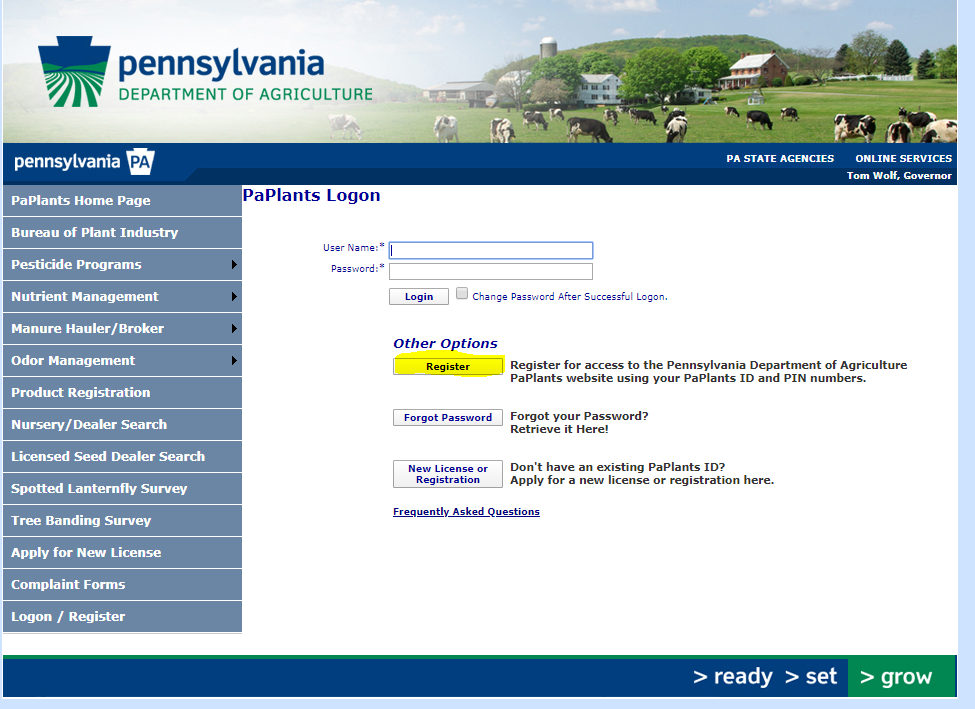 pennsylvania
DEPARTMENT OF AGRICULTURE
pennsylvania PA
PA STATE AGENCIES ONLINE SERVICES
Tom Wolf, Governor
PaPlants Home Page
Bureau of Plant Industry
Pesticide Programs
Nutrient Management
Manure Hauler/Broker
Odor Management
Product Registration
Nursery/Dealer Search
Licensed Seed Dealer Search
Spotted Lanternfly Survey
Tree Banding Survey
Apply for New License
Complaint Forms
Logon / Register
PaPlants Logon
User Name:*
Password:*
Login Change Password After Successful Logon.
Other Options
Register
Register for access to the Pennsylvania Department of Agriculture
PaPlants website using your PaPlants ID and PIN numbers.
Forgot Password
Forgot your Password?
Retrieve it Here!
New License or
Registration
Don't have an existing PaPlants ID?
Apply for a new license or registration here.
Frequently Asked Questions
> ready > set > grow